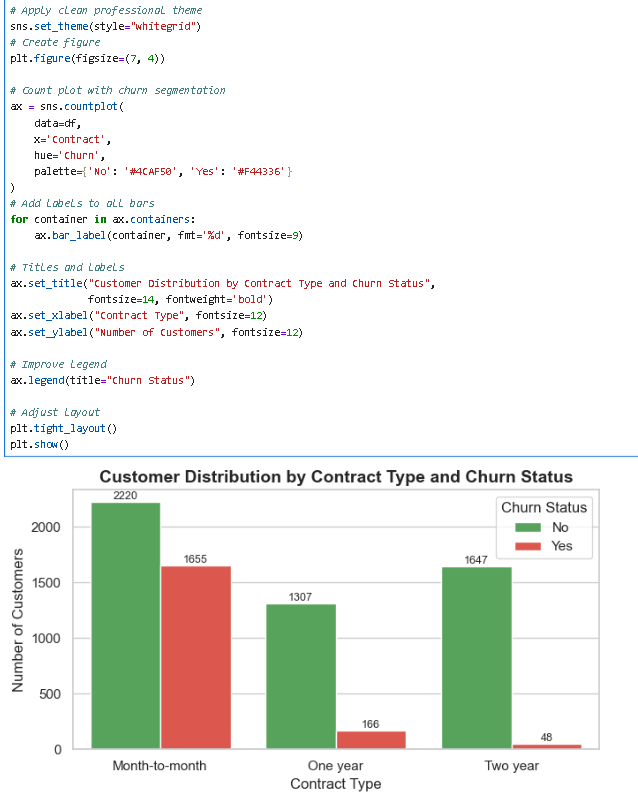 # Apply clean professional theme
sns.set_theme(style="whitegrid")
# Create figure
plt.figure(figsize=(7, 4))
# Count plot with churn segmentation
ax = sns.countplot(
    data=df,
    x='Contract',
    hue='Churn',
    palette={'No': '#4CAF50', 'Yes': '#F44336'}
)
# Add labels to all bars
for container in ax.containers:
    ax.bar_label(container, fmt='%d', fontsize=9)
# Titles and labels
ax.set_title("Customer Distribution by Contract Type and Churn Status",
             fontsize=14, fontweight='bold')
ax.set_xlabel("Contract Type", fontsize=12)
ax.set_ylabel("Number of Customers", fontsize=12)
# Improve legend
ax.legend(title="Churn Status")
# Adjust layout
plt.tight_layout()
plt.show()
Customer Distribution by Contract Type and Churn Status
Number of Customers
2000
1500
1000
500
0
2220
1655
1307
166
1647
48
Churn Status
No
Yes
Month-to-month
One year
Two year
Contract Type